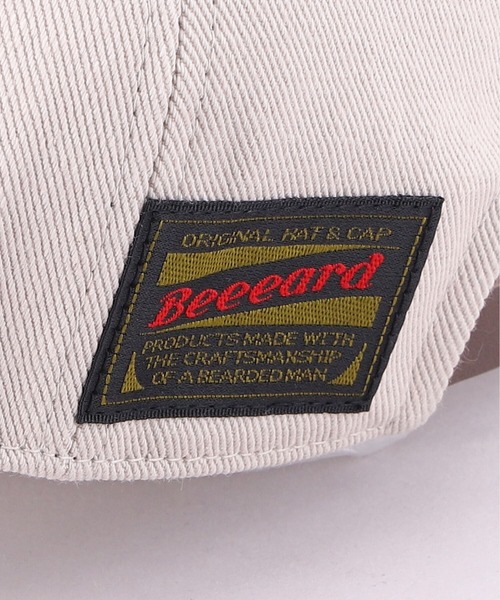 ORIGINAL HAT & CAP
Beeeard
PRODUCTS MADE WITH
THE CRAFTSMANSHIP
OF A BEARDED MAN